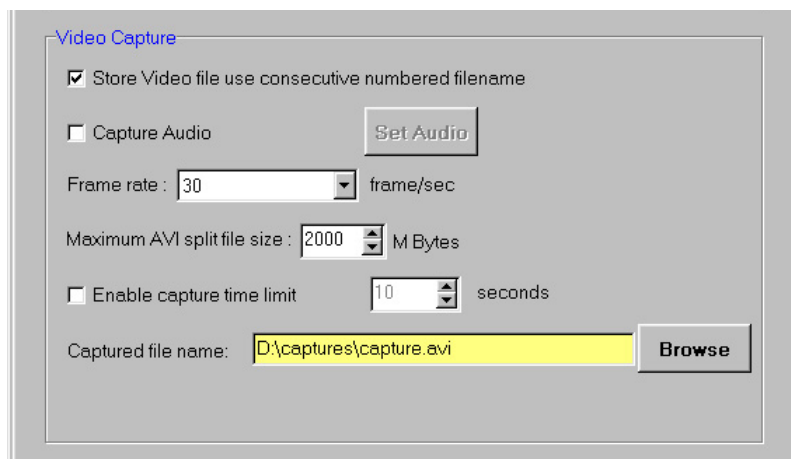 Video Capture
Store Video file use consecutive numbered filename
Capture Audio Set Audio
Frame rate : 30 frame/sec
Maximum AVI split file size : 2000 M Bytes
Enable capture time limit 10 seconds
Captured file name: D:\captures\capture.avi Browse